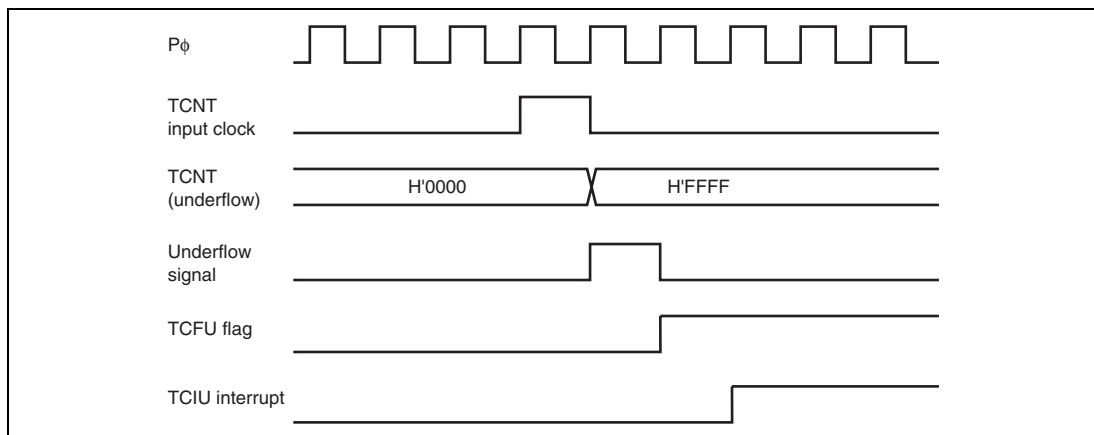 Pϕ
TCNT
input clock
TCNT
(underflow)
H'0000
H'FFFF
Underflow
signal
TCFU flag
TCIU interrupt